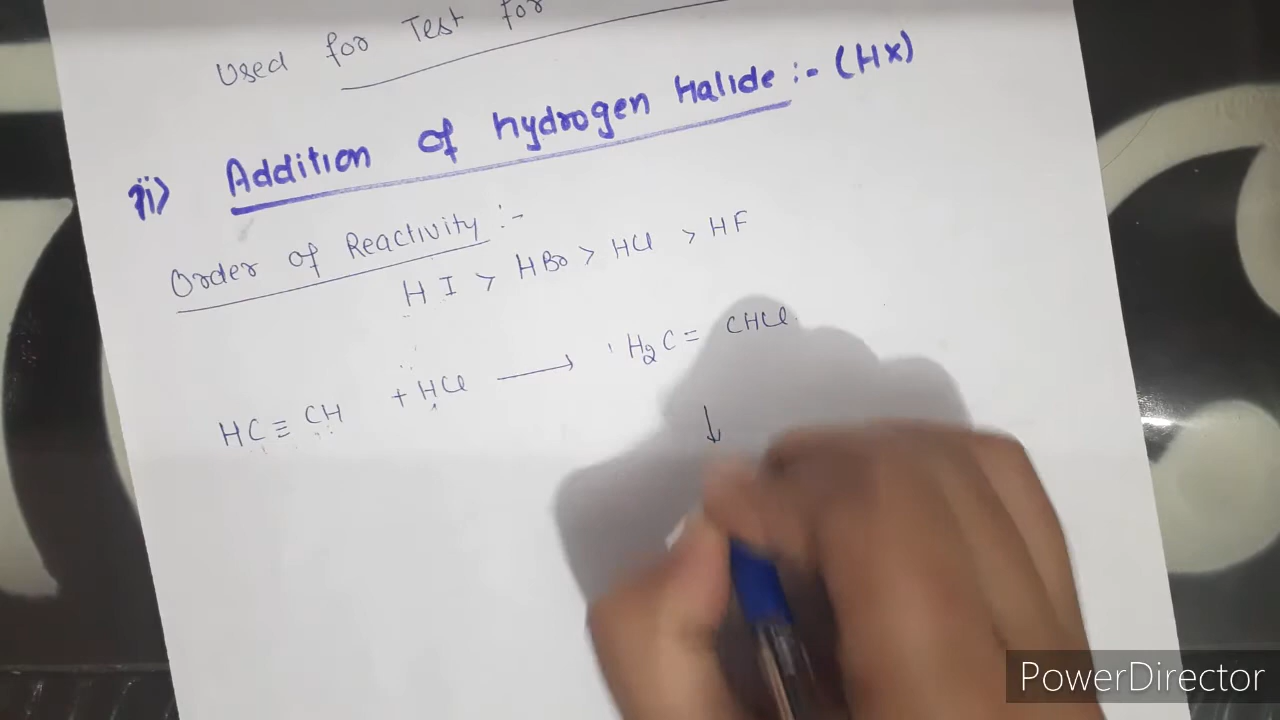 Used for Test for
ii) Addition of hydrogen Halide :- (HX)
Order of Reactivity :-
HI > HBr > HCl > HF
HC ≡ CH + HCl ⟶ H₂C = CHCl
↓
PowerDirector